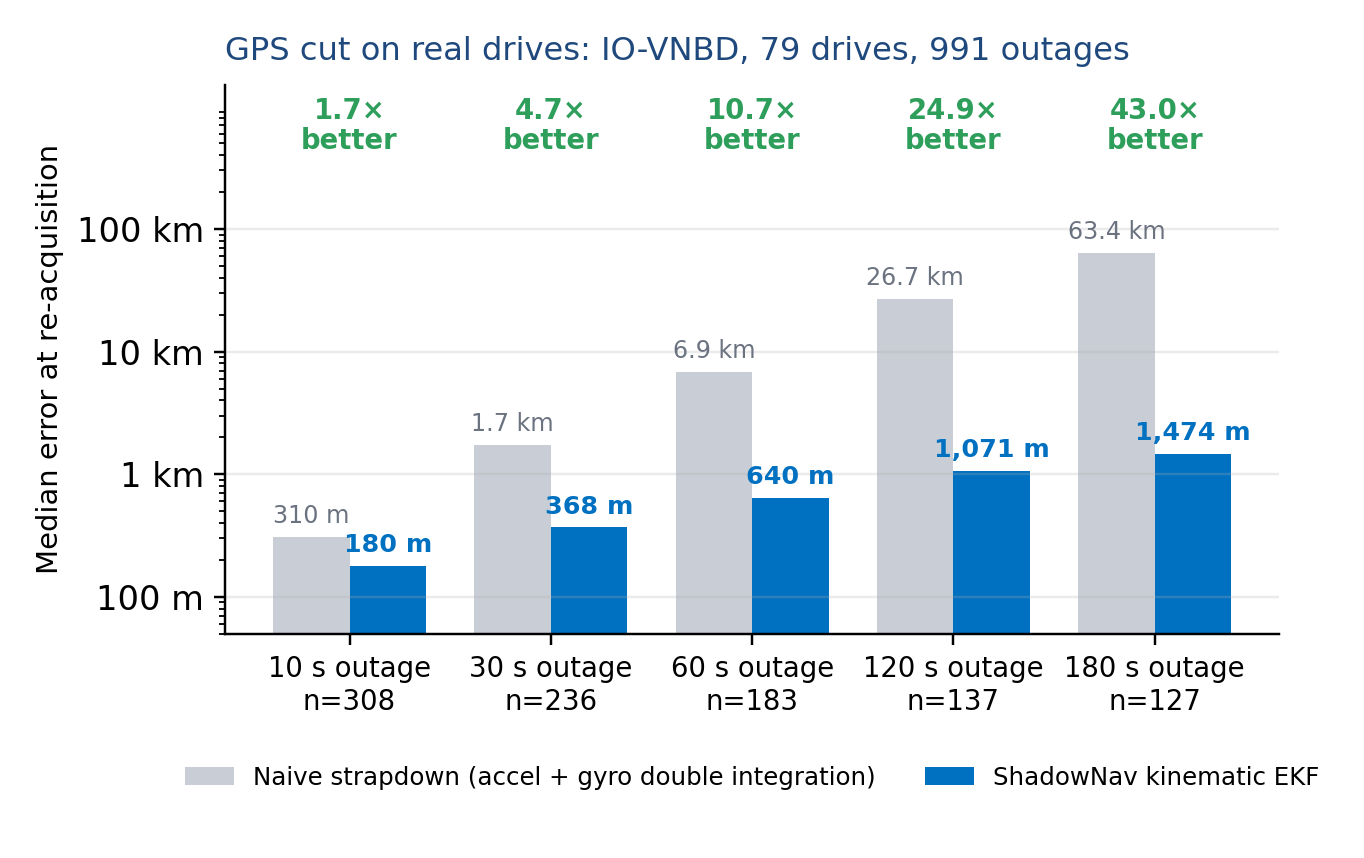 GPS cut on real drives: IO-VNBD, 79 drives, 991 outages
1.7× better
4.7× better
10.7× better
24.9× better
43.0× better
Median error at re-acquisition
100 km
10 km
1 km
100 m
310 m
180 m
1.7 km
368 m
6.9 km
640 m
26.7 km
1,071 m
63.4 km
1,474 m
10 s outage
n=308
30 s outage
n=236
60 s outage
n=183
120 s outage
n=137
180 s outage
n=127
Naive strapdown (accel + gyro double integration)
ShadowNav kinematic EKF